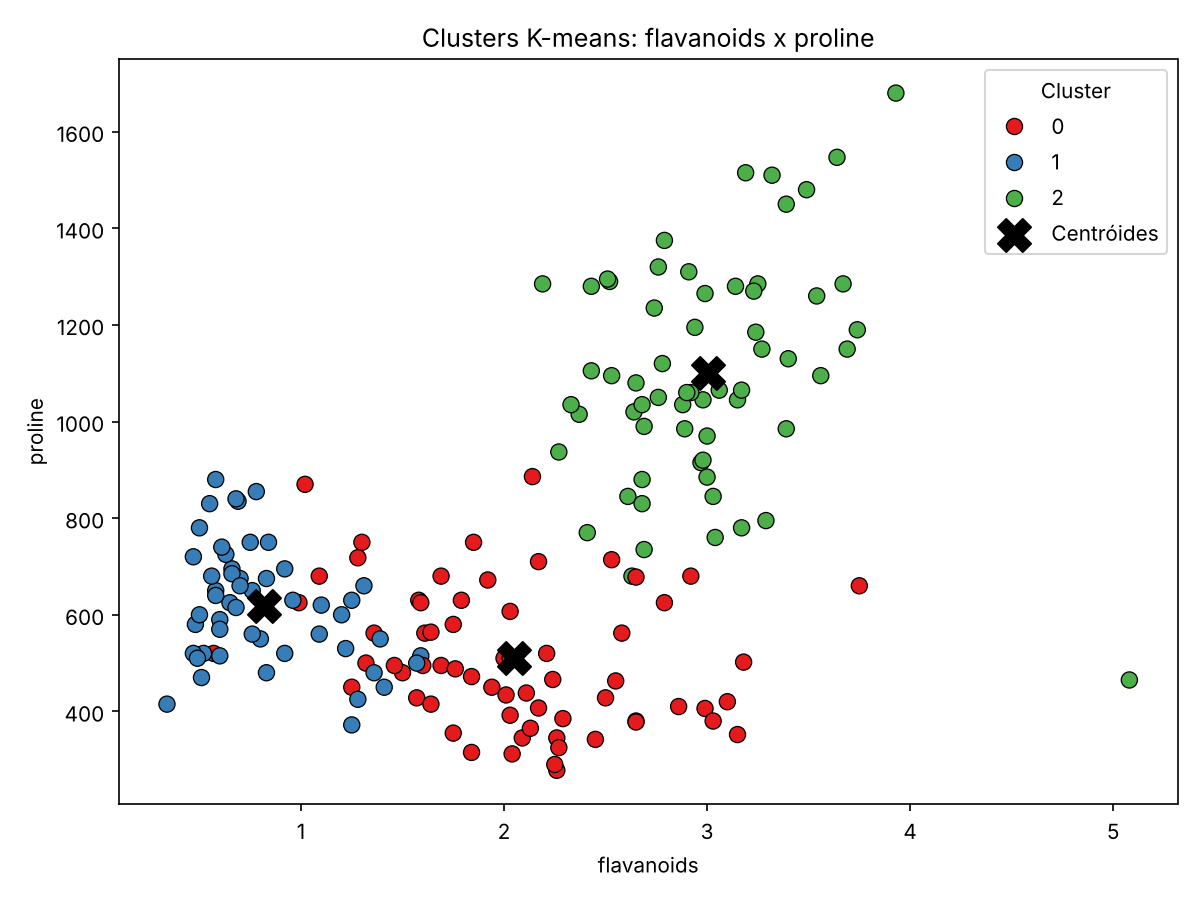 Clusters K-means: flavanoids x proline
Cluster
0
1
2
Centróides
proline
1600
1400
1200
1000
800
600
400
1 2 3 4 5
flavanoids